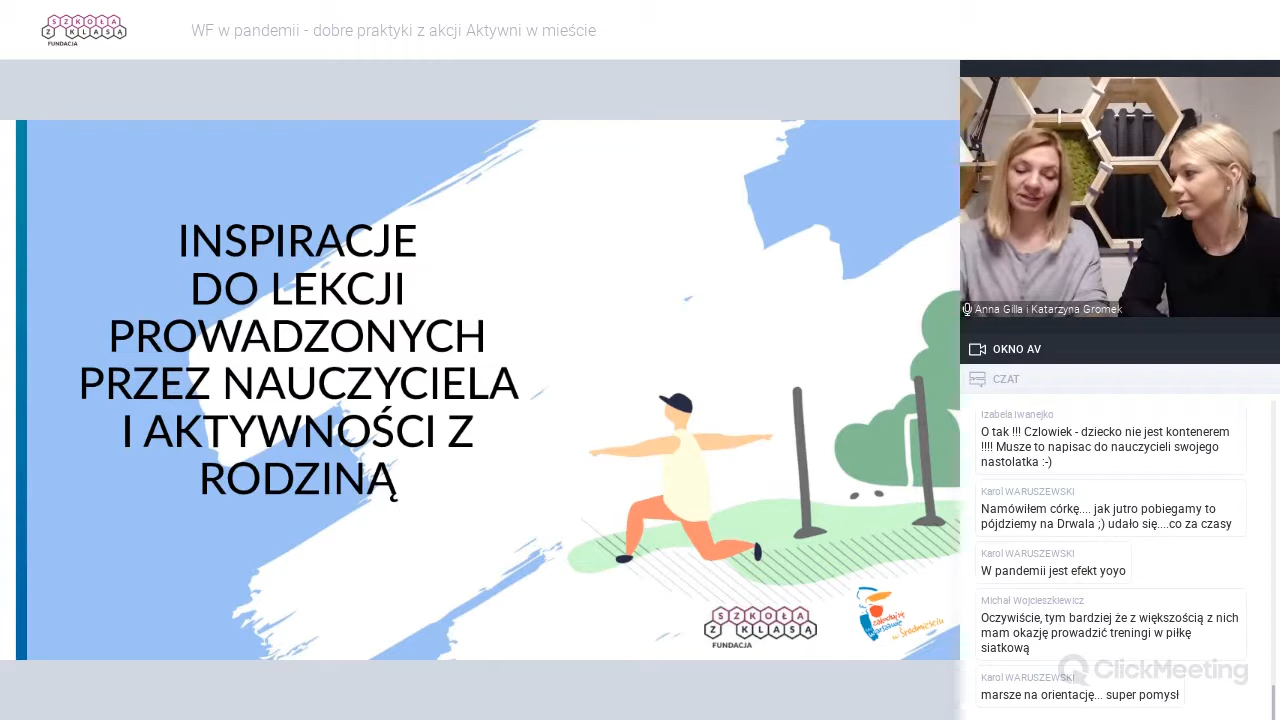 SZKOŁA
Z KLASĄ
FUNDACJA
WF w pandemii - dobre praktyki z akcji Aktywni w mieście
INSPIRACJE
DO LEKCJI
PROWADZONYCH
PRZEZ NAUCZYCIELA
I AKTYWNOŚCI Z
RODZINĄ
SZKOŁA
Z KLASĄ
FUNDACJA
zakochaj się
w Warszawie
w Śródmieściu
Anna Gilla i Katarzyna Gromek
OKNO AV
CZAT
Izabela Iwanejko
O tak !!! Czlowiek - dziecko nie jest kontenerem
!!!! Musze to napisac do nauczycieli swojego
nastolatka :-)
Karol WARUSZEWSKI
Namówiłem córkę.... jak jutro pobiegamy to
pójdziemy na Drwala ;) udało się....co za czasy
Karol WARUSZEWSKI
W pandemii jest efekt yoyo
Michał Wojcieszkiewicz
Oczywiście, tym bardziej że z większością z nich
mam okazję prowadzić treningi w piłkę
siatkową
Karol WARUSZEWSKI
marsze na orientację... super pomysł
ClickMeeting